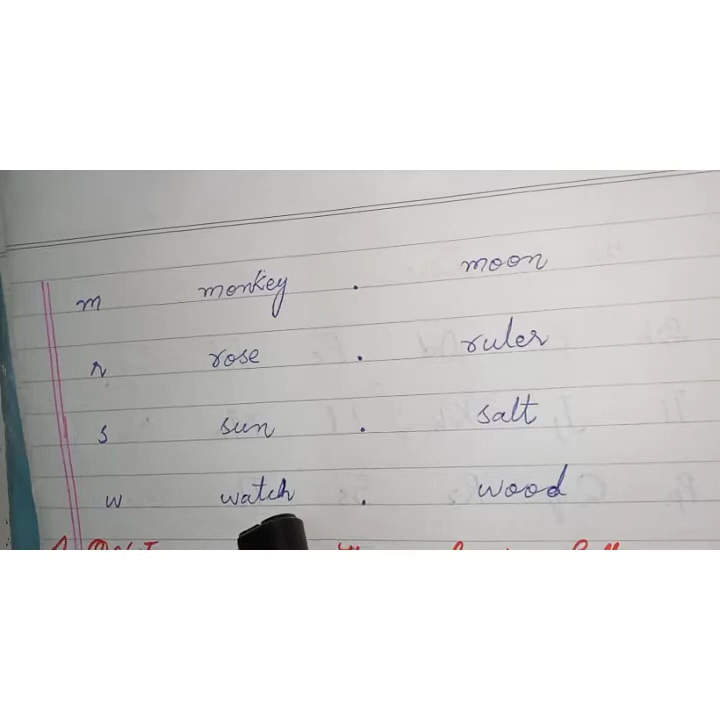 m monkey . moon
r rose . ruler
s sun . salt
w watch . wood